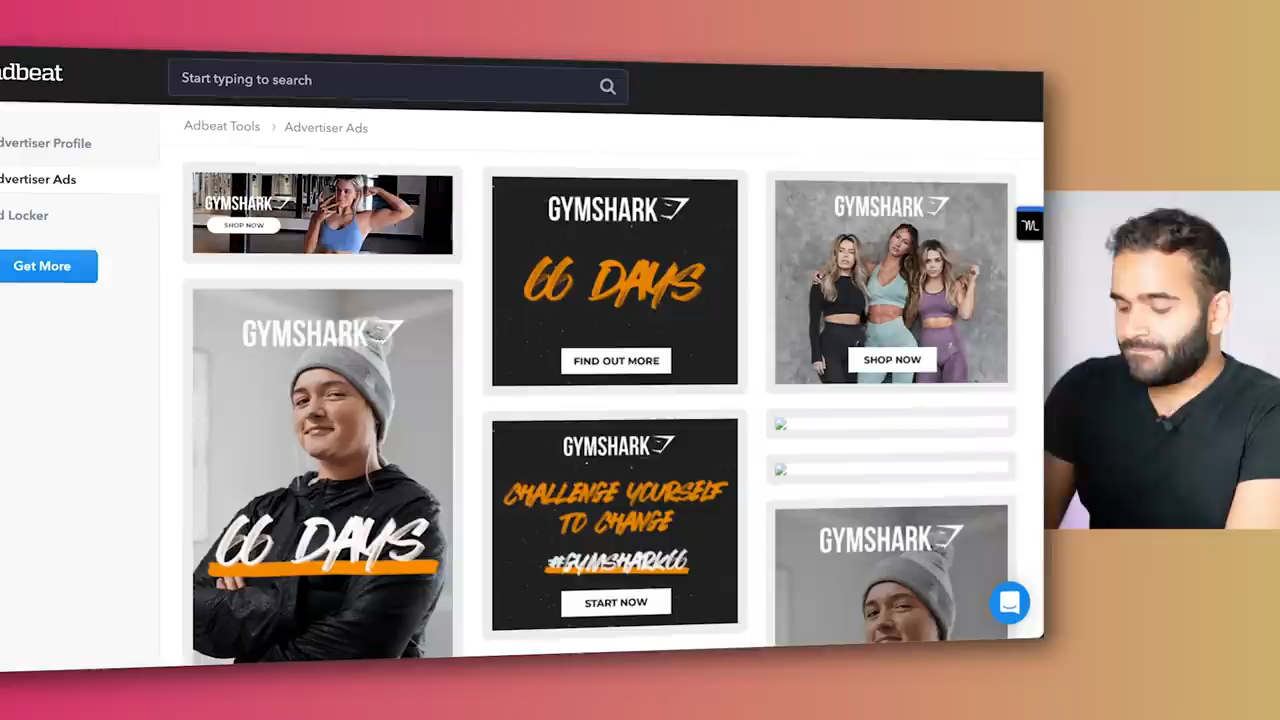 adbeat
Start typing to search
Adbeat Tools > Advertiser Ads
dvertiser Profile
dvertiser Ads
d Locker
Get More
GYMSHARK
SHOP NOW
GYMSHARK
66 DAYS
GYMSHARK
66 DAYS
FIND OUT MORE
GYMSHARK
CHALLENGE YOURSELF
TO CHANGE
#GYMSHARK66
START NOW
GYMSHARK
SHOP NOW
GYMSHARK